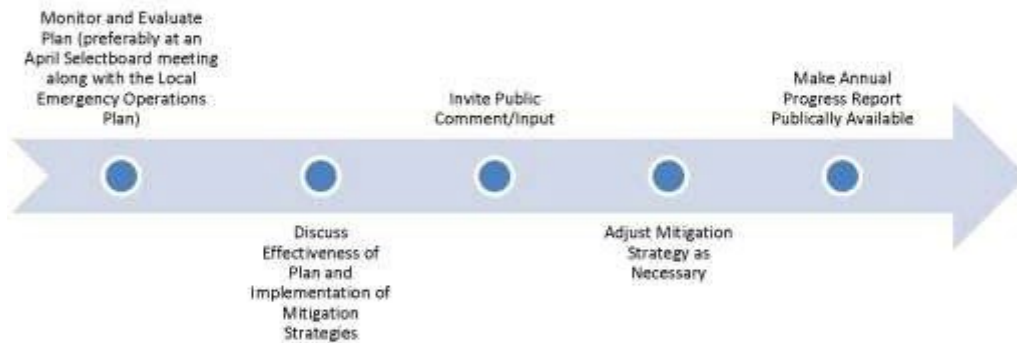 Monitor and Evaluate
Plan (preferably at an
April Selectboard meeting
along with the Local
Emergency Operations
Plan)
Discuss
Effectiveness of
Plan and
Implementation of
Mitigation
Strategies
Invite Public
Comment/Input
Adjust Mitigation
Strategy as
Necessary
Make Annual
Progress Report
Publically Available